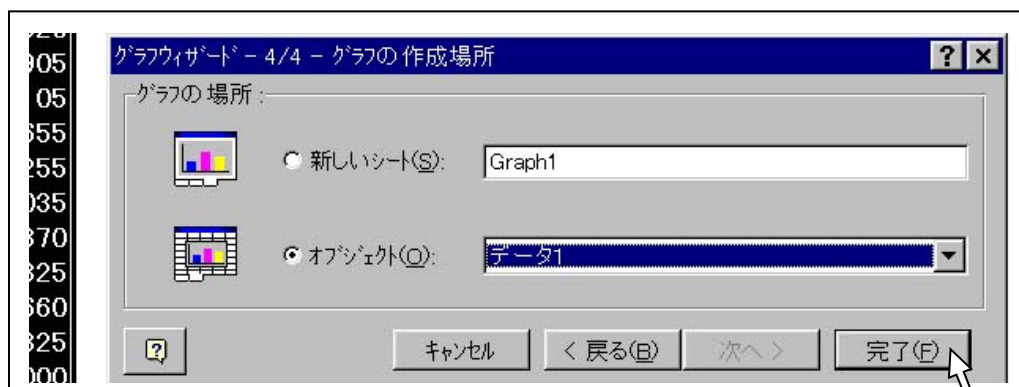 905
05
655
255
035
370
325
660
325
000
グラフウィザード - 4/4 - グラフの作成場所
グラフの場所:
新しいシート(S): Graph1
オブジェクト(O): データ1
キャンセル < 戻る(B) 次へ > 完了(F)